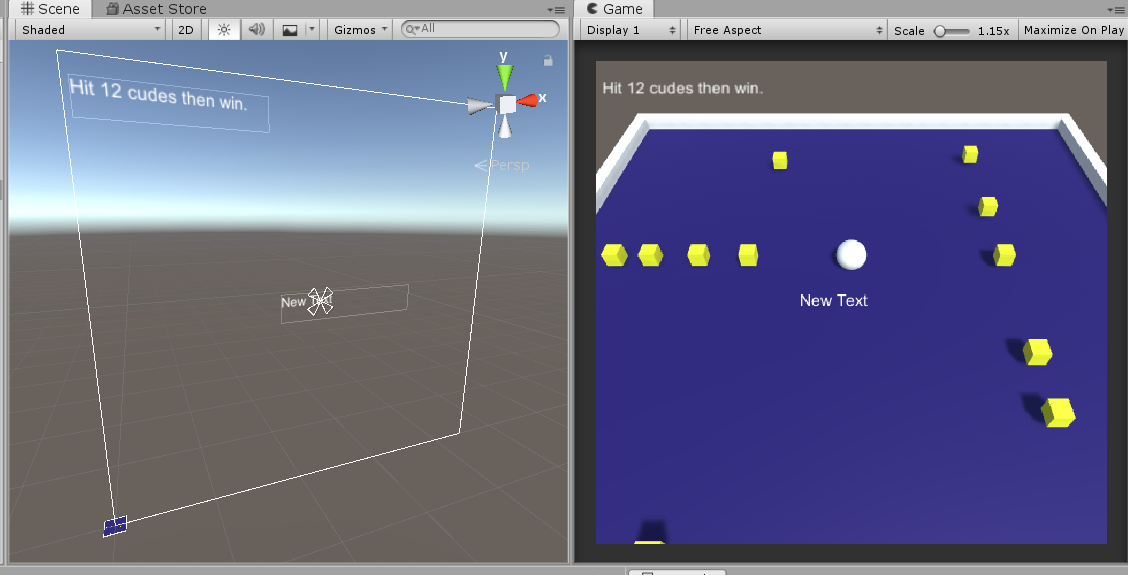 Scene Asset Store
Shaded 2D Gizmos All
Hit 12 cudes then win.
y
x
Persp
New Text
Game
Display 1 Free Aspect Scale 1.15x Maximize On Play
Hit 12 cudes then win.
New Text